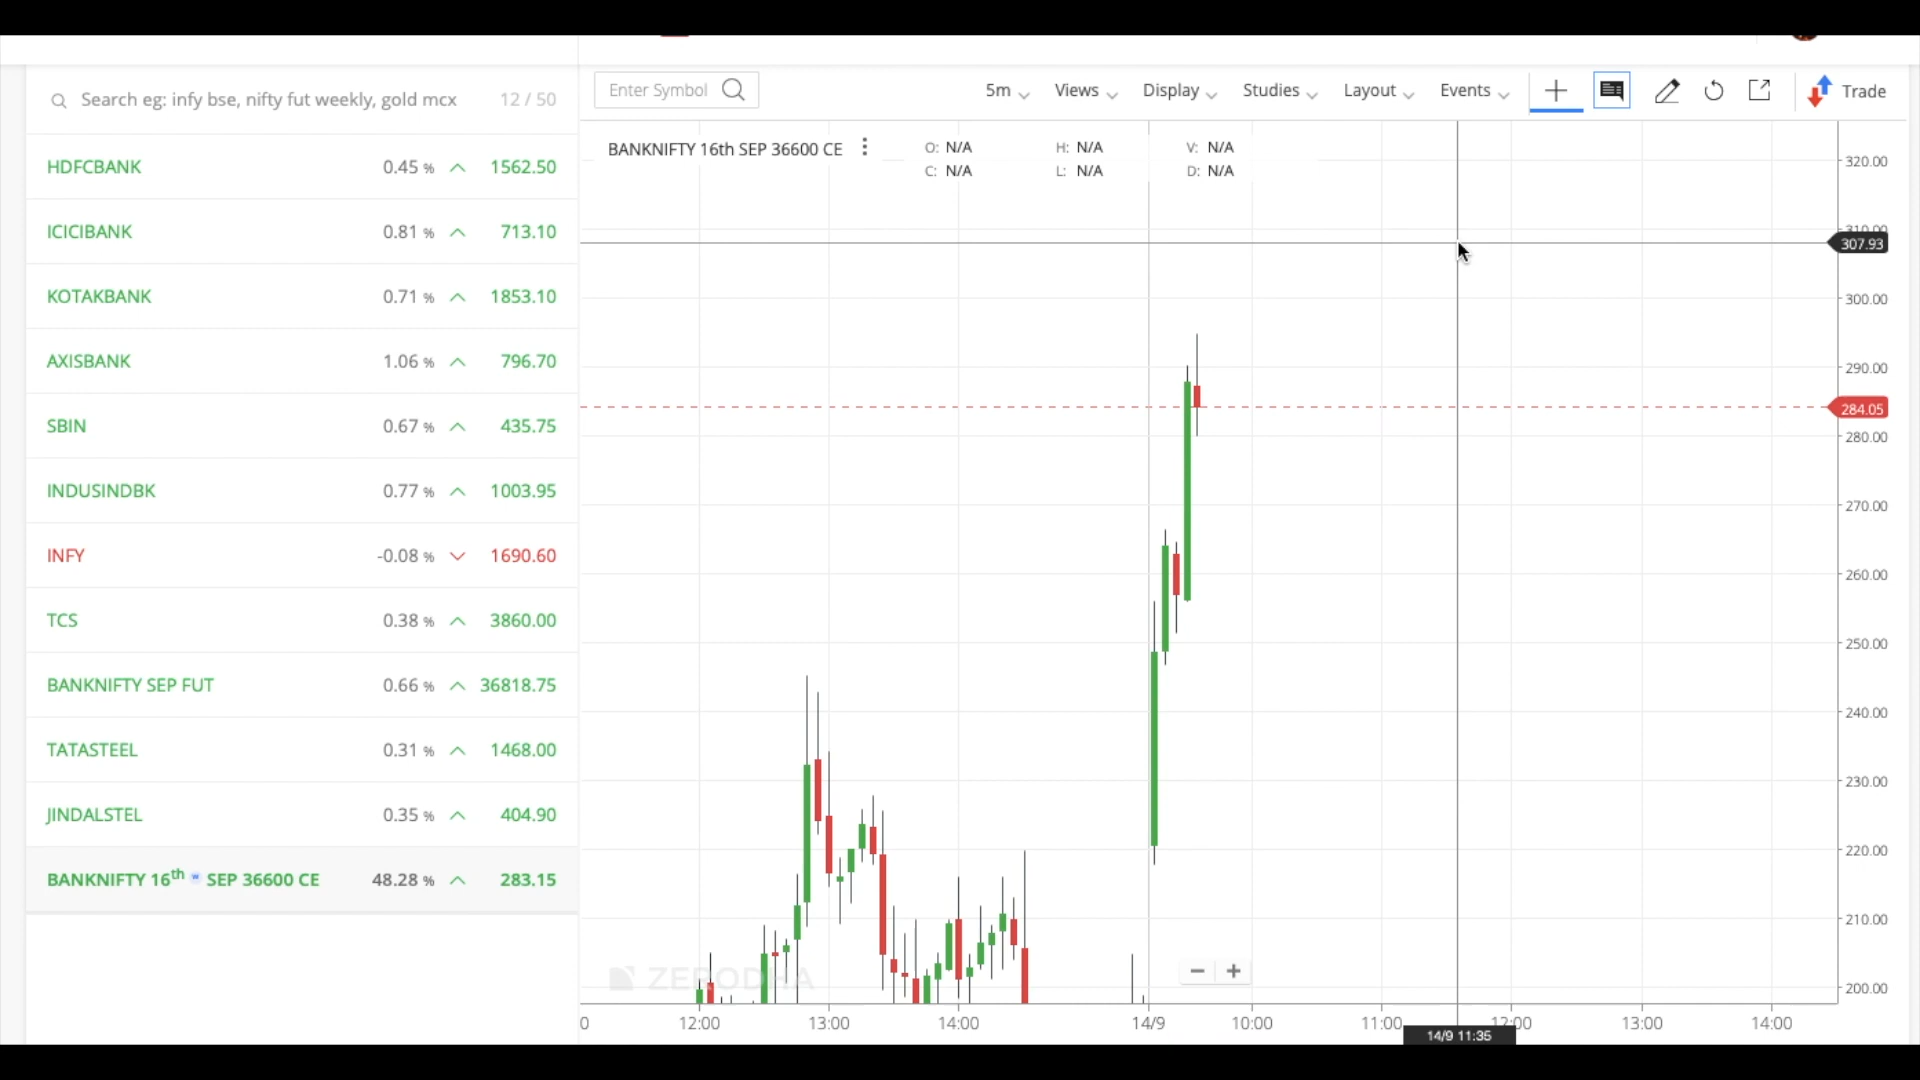 Search eg: infy bse, nifty fut weekly, gold mcx 12 / 50
HDFCBANK 0.45 % 1562.50
ICICIBANK 0.81 % 713.10
KOTAKBANK 0.71 % 1853.10
AXISBANK 1.06 % 796.70
SBIN 0.67 % 435.75
INDUSINDBK 0.77 % 1003.95
INFY -0.08 % 1690.60
TCS 0.38 % 3860.00
BANKNIFTY SEP FUT 0.66 % 36818.75
TATASTEEL 0.31 % 1468.00
JINDALSTEL 0.35 % 404.90
BANKNIFTY 16th w SEP 36600 CE 48.28 % 283.15
Enter Symbol 5m Views Display Studies Layout Events Trade
BANKNIFTY 16th SEP 36600 CE O: N/A H: N/A V: N/A
C: N/A L: N/A D: N/A
320.00
310.00
307.93
300.00
290.00
284.05
280.00
270.00
260.00
250.00
240.00
230.00
220.00
210.00
200.00
ZERODHA
0 12:00 13:00 14:00 14/9 10:00 11:00 12:00 13:00 14:00
14/9 11:35